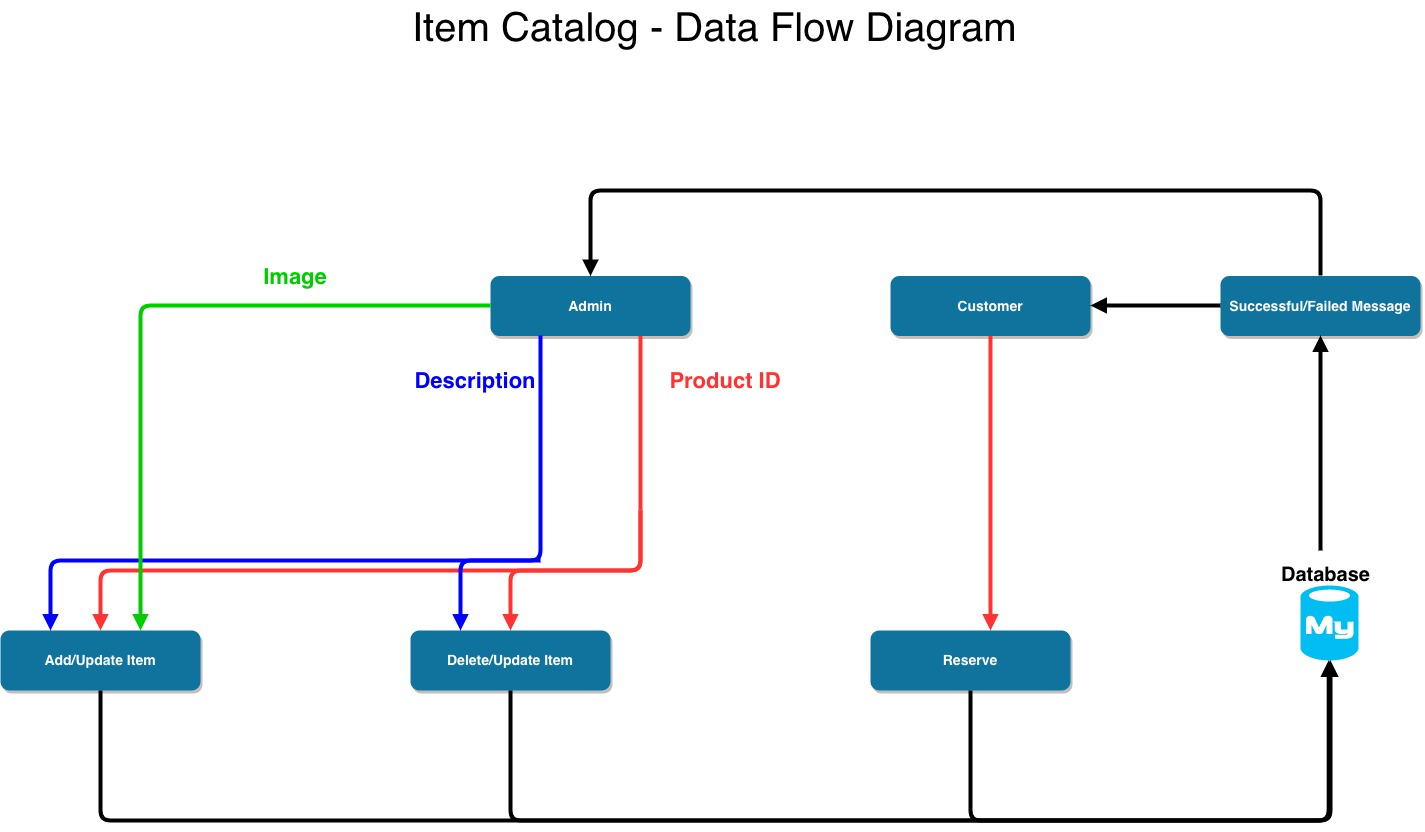 Item Catalog - Data Flow Diagram
Image
Admin
Customer
Successful/Failed Message
Description
Product ID
Database
My
Add/Update Item
Delete/Update Item
Reserve